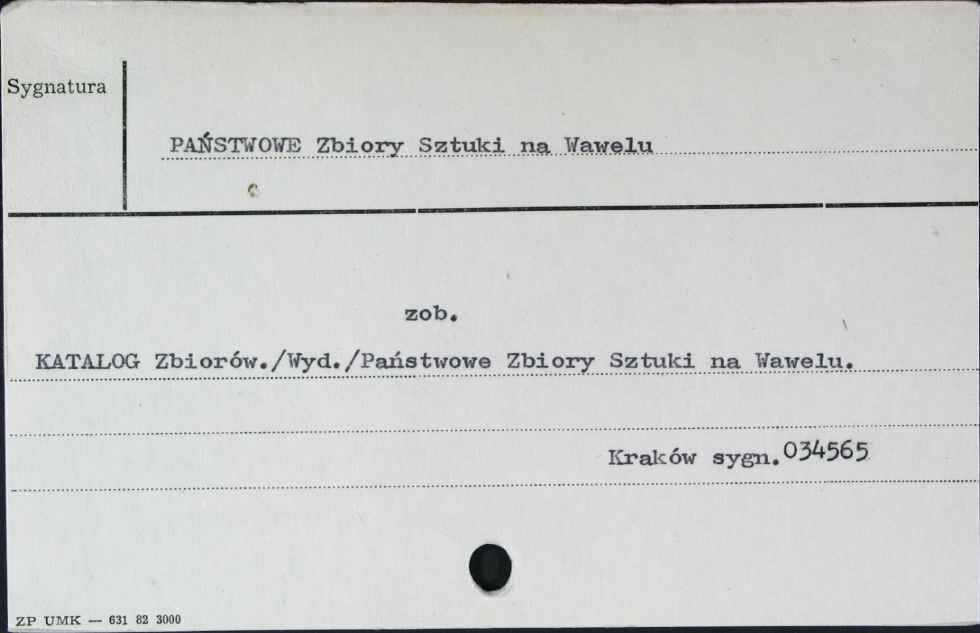 Sygnatura
PAŃSTWOWE Zbiory Sztuki na Wawelu
zob.
KATALOG Zbiorów./Wyd./Państwowe Zbiory Sztuki na Wawelu.
Kraków sygn.034565
ZP UMK — 631 82 3000